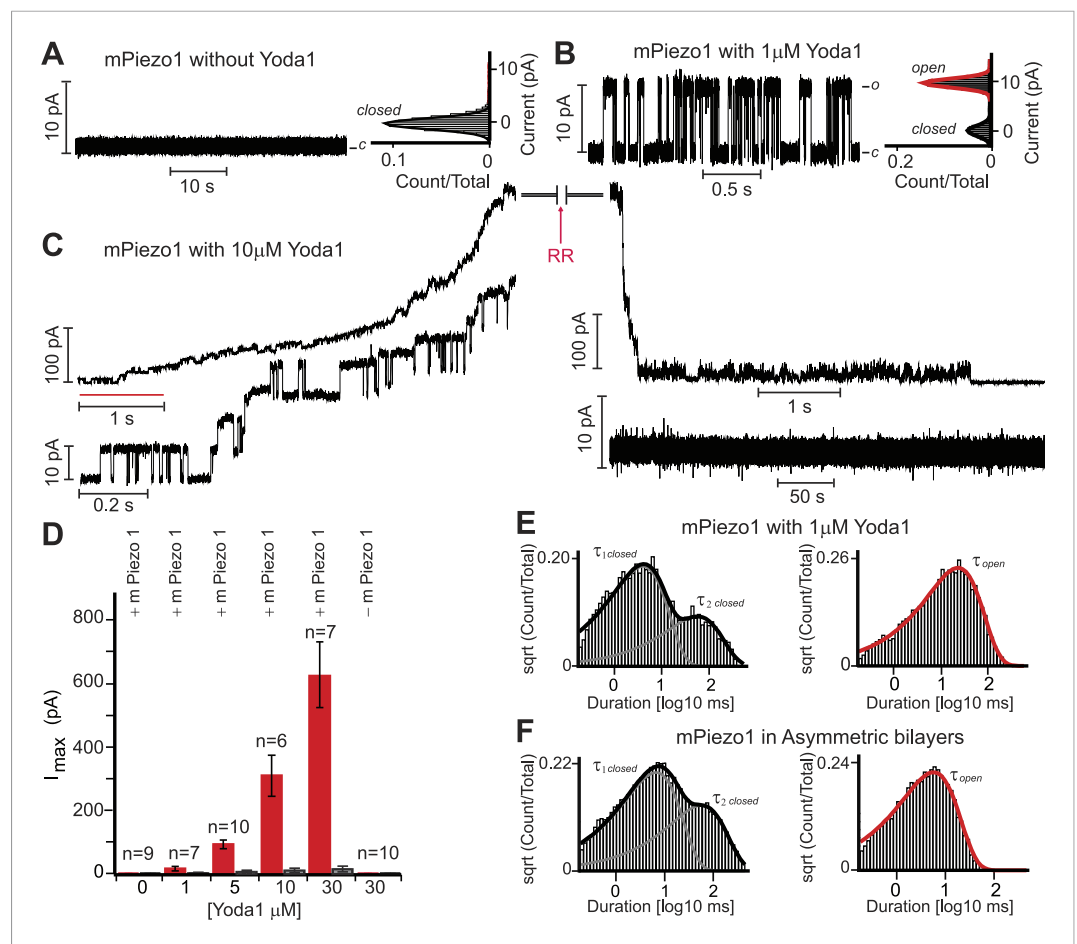 A
mPiezo1 without Yoda1
10 pA
closed
10
0
Current (pA)
c
10 s
0.1
0
Count/Total
B
mPiezo1 with 1μM Yoda1
10 pA
open
10
closed
0
Current (pA)
o
c
0.5 s
0.2
0
Count/Total
C
mPiezo1 with 10μM Yoda1
RR
100 pA
1 s
10 pA
0.2 s
100 pA
1 s
10 pA
50 s
D
+ m Piezo 1
+ m Piezo 1
+ m Piezo 1
+ m Piezo 1
+ m Piezo 1
− m Piezo 1
800
600
400
200
0
Imax (pA)
n=9
n=7
n=10
n=6
n=7
n=10
0
1
5
10
30
30
[Yoda1 μM]
E
mPiezo1 with 1μM Yoda1
0.20
0
sqrt (Count/Total)
τ1closed
τ2 closed
0 1 2
Duration [log10 ms]
0.26
0
sqrt (Count/Total)
τopen
0 1 2
Duration [log10 ms]
F
mPiezo1 in Asymmetric bilayers
0.22
0
sqrt (Count/Total)
τ1closed
τ2 closed
0 1 2
Duration [log10 ms]
0.24
0
sqrt (Count/Total)
τopen
0 1 2
Duration [log10 ms]